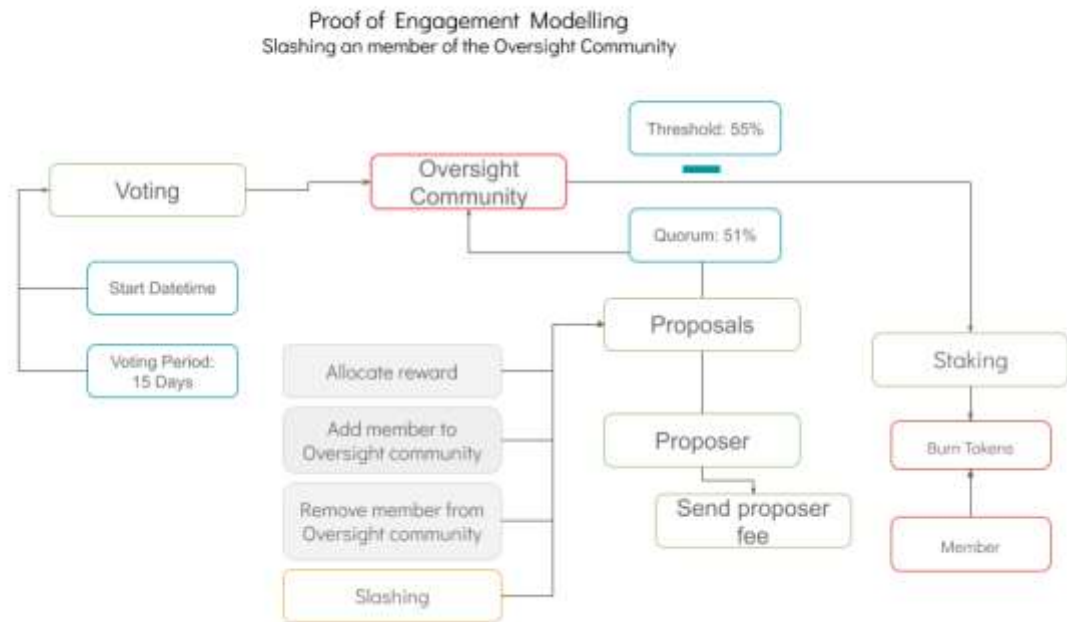 Proof of Engagement Modelling
Slashing an member of the Oversight Community
Threshold: 55%
Voting
Oversight
Community
Quorum: 51%
Start Datetime
Proposals
Voting Period:
15 Days
Allocate reward
Staking
Add member to
Oversight community
Proposer
Burn Tokens
Remove member from
Oversight community
Send proposer
fee
Member
Slashing